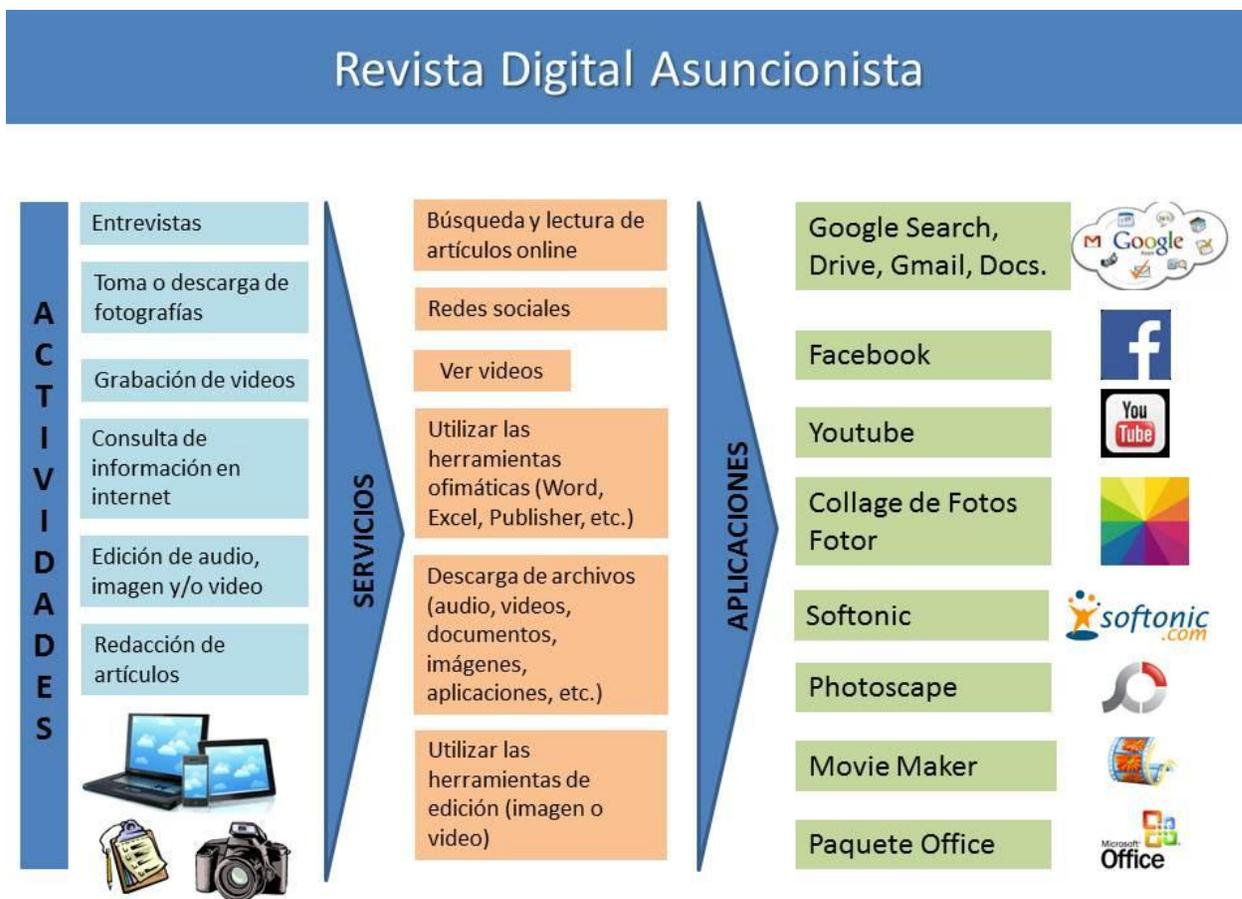 Revista Digital Asuncionista
ACTIVIDADES
Entrevistas
Toma o descarga de
fotografías
Grabación de videos
Consulta de
información en
internet
Edición de audio,
imagen y/o video
Redacción de
artículos
SERVICIOS
Búsqueda y lectura de
artículos online
Redes sociales
Ver videos
Utilizar las
herramientas
ofimáticas (Word,
Excel, Publisher, etc.)
Descarga de archivos
(audio, videos,
documentos,
imágenes,
aplicaciones, etc.)
Utilizar las
herramientas de
edición (imagen o
video)
APLICACIONES
Google Search,
Drive, Gmail, Docs.
Google
Facebook
f
Youtube
You
Tube
Collage de Fotos
Fotor
Softonic
softonic
.com
Photoscape
Movie Maker
Paquete Office
Microsoft
Office